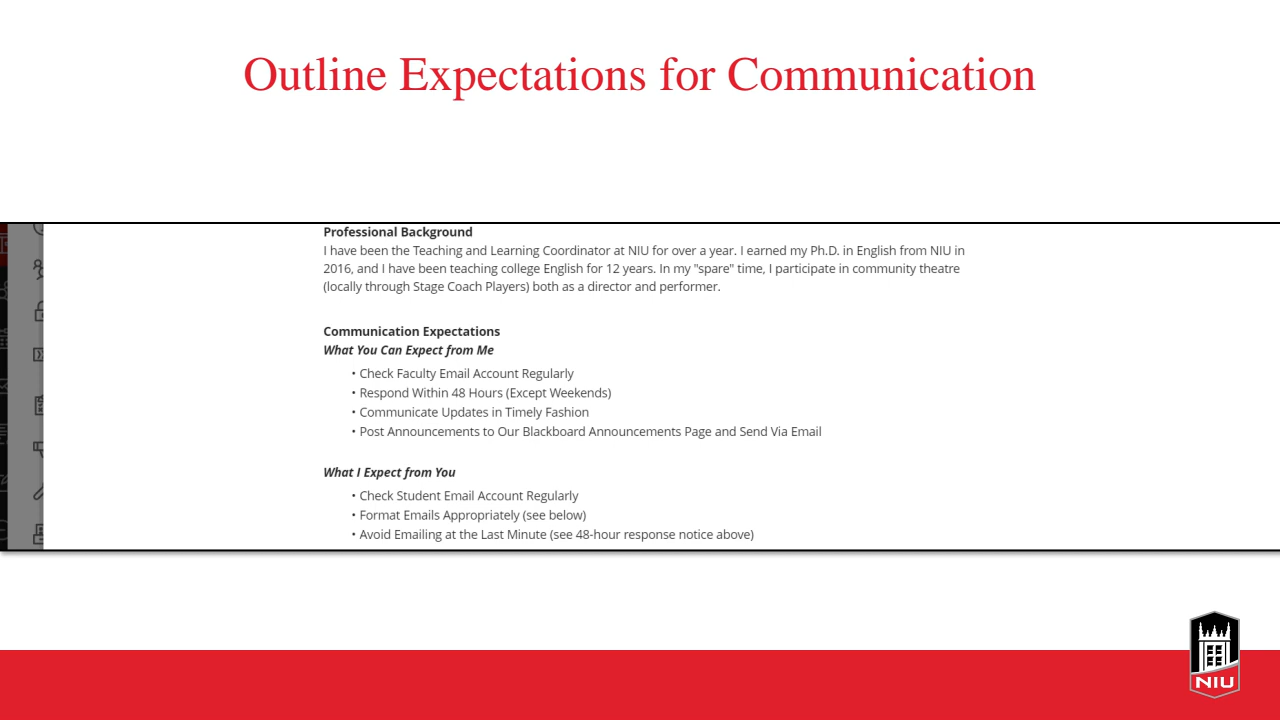 Outline Expectations for Communication
Professional Background
I have been the Teaching and Learning Coordinator at NIU for over a year. I earned my Ph.D. in English from NIU in
2016, and I have been teaching college English for 12 years. In my "spare" time, I participate in community theatre
(locally through Stage Coach Players) both as a director and performer.
Communication Expectations
What You Can Expect from Me
• Check Faculty Email Account Regularly
• Respond Within 48 Hours (Except Weekends)
• Communicate Updates in Timely Fashion
• Post Announcements to Our Blackboard Announcements Page and Send Via Email
What I Expect from You
• Check Student Email Account Regularly
• Format Emails Appropriately (see below)
• Avoid Emailing at the Last Minute (see 48-hour response notice above)
NIU